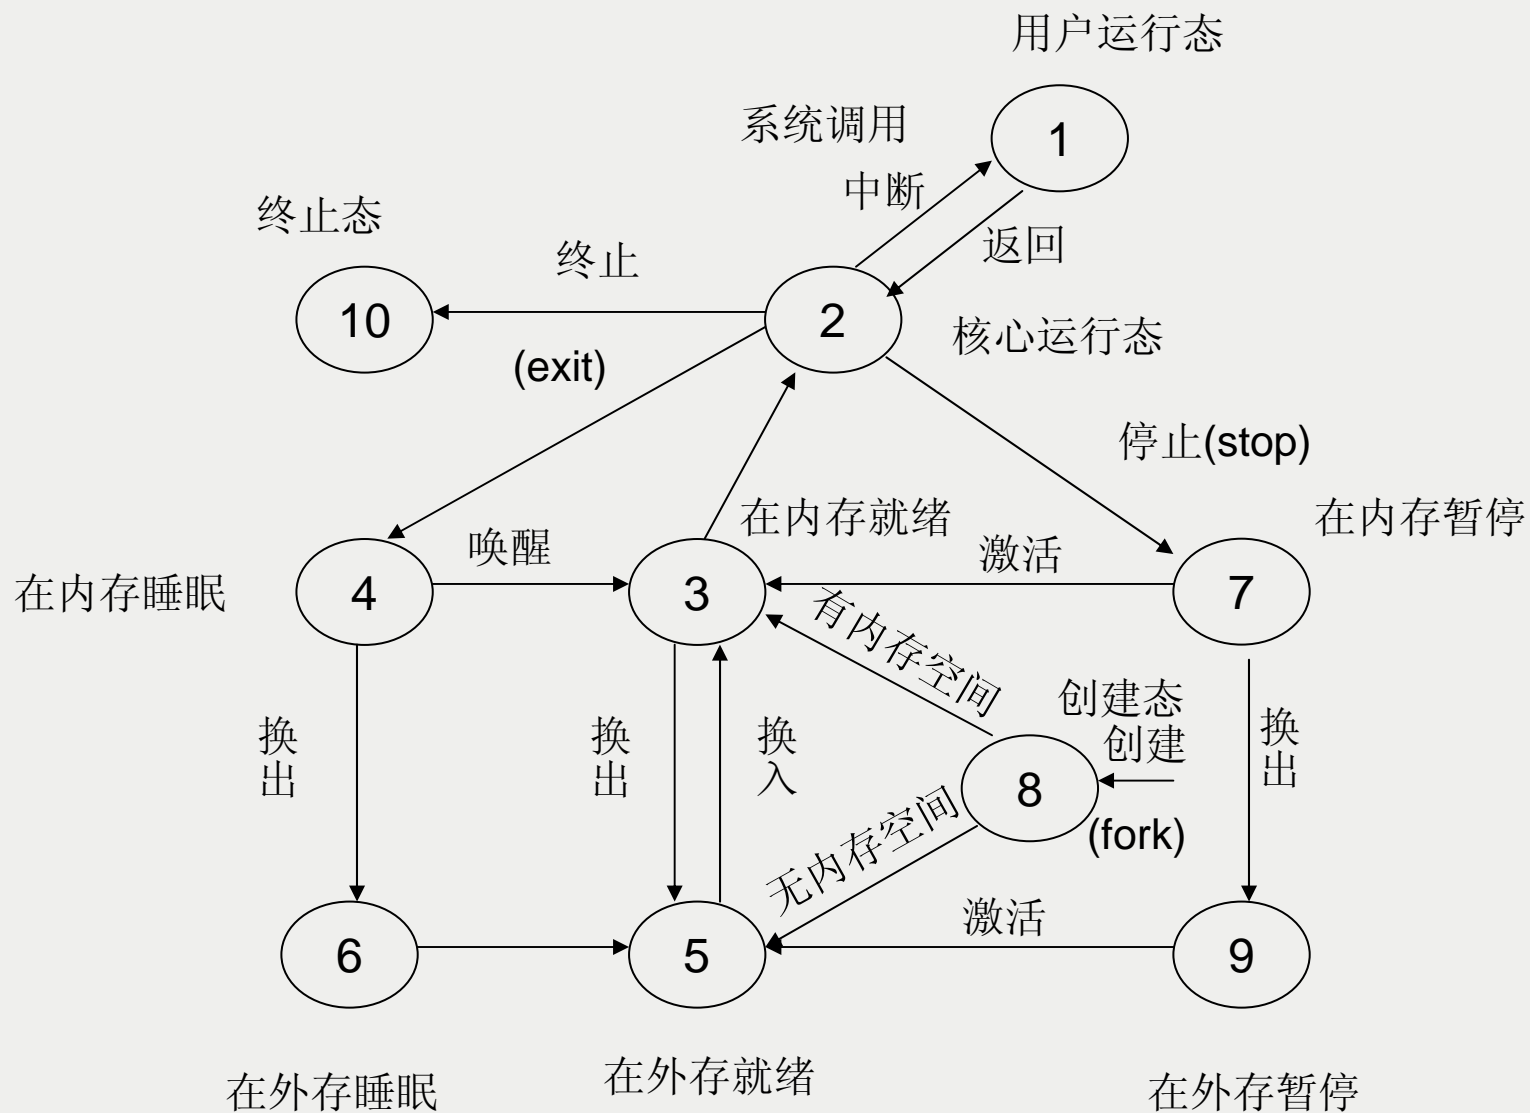 用户运行态
系统调用
1
中断
终止态
返回
终止
10
2
核心运行态
(exit)
停止(stop)
在内存就绪
在内存暂停
唤醒
激活
在内存睡眠
4
3
7
有内存空间
创建态
换出
换出
换入
创建
换出
8
(fork)
无内存空间
激活
6
5
9
在外存睡眠
在外存就绪
在外存暂停